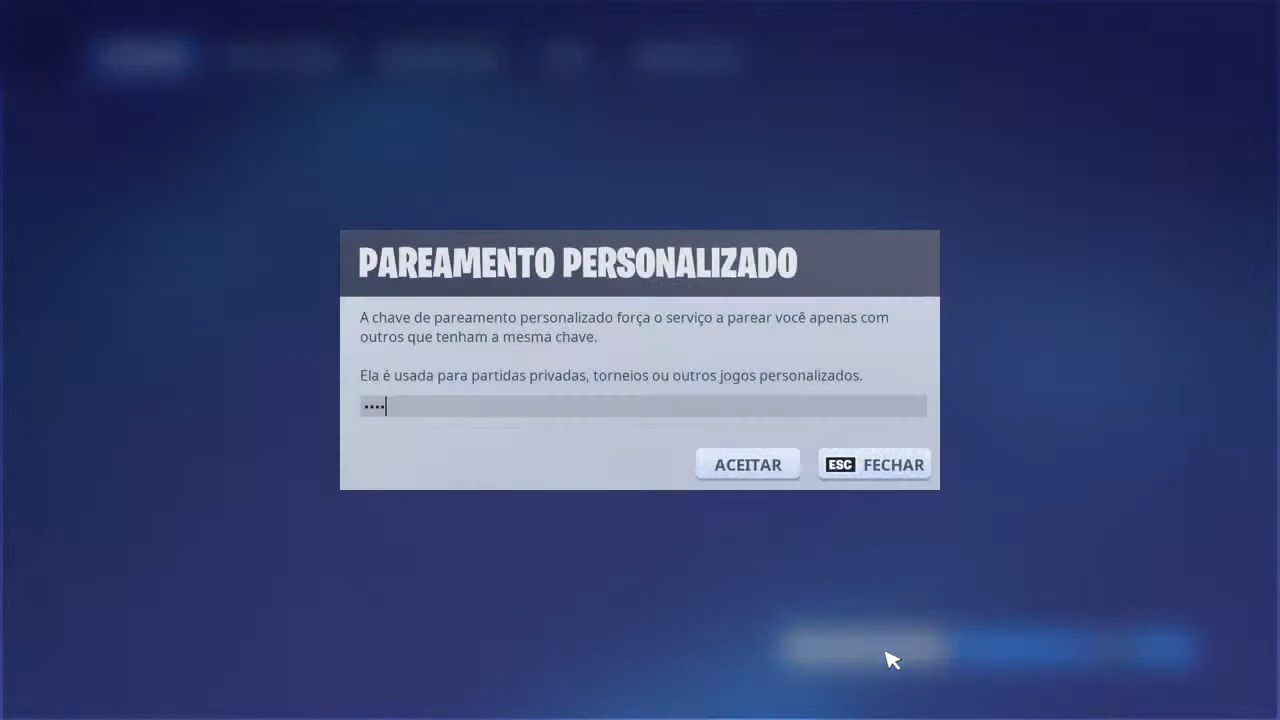 PAREAMENTO PERSONALIZADO
A chave de pareamento personalizado força o serviço a parear você apenas com
outros que tenham a mesma chave.
Ela é usada para partidas privadas, torneios ou outros jogos personalizados.
••••
ACEITAR
ESC FECHAR